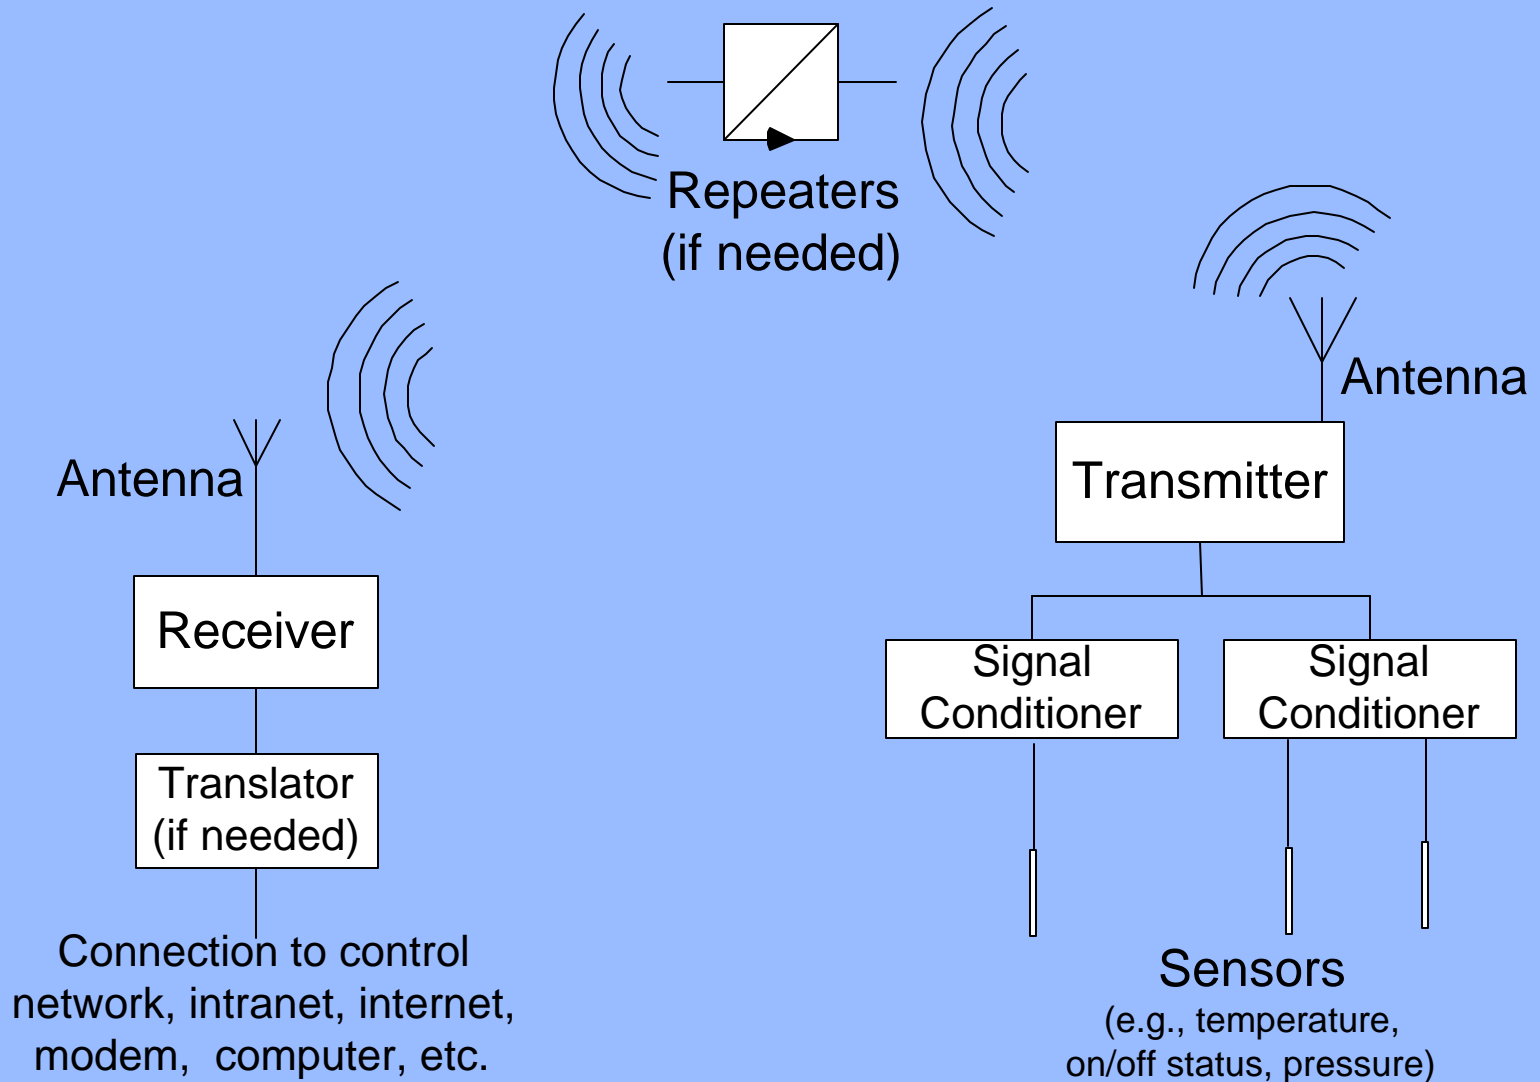 Repeaters
(if needed)
Antenna
Antenna
Transmitter
Receiver
Signal
Conditioner
Signal
Conditioner
Translator
(if needed)
Connection to control
network, intranet, internet,
modem, computer, etc.
Sensors
(e.g., temperature,
on/off status, pressure)